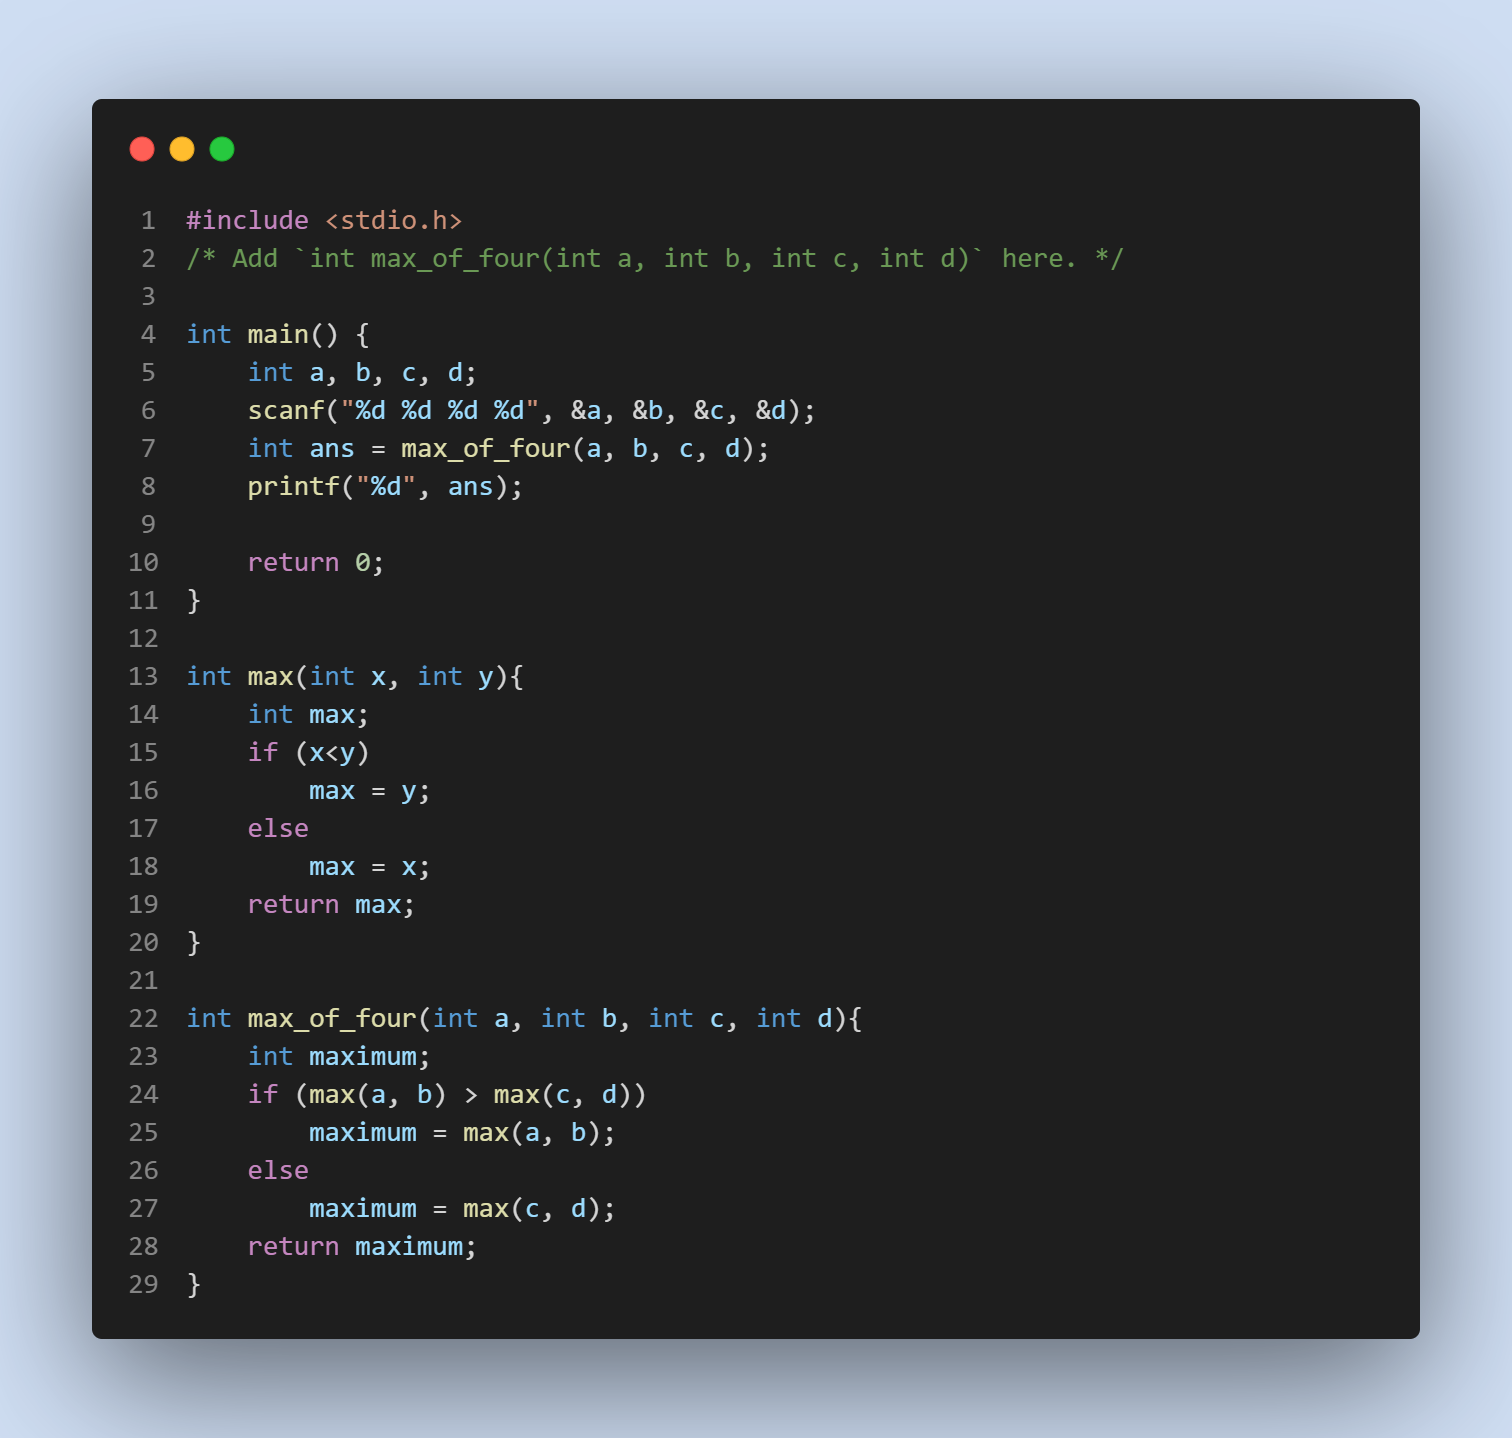 1 #include <stdio.h>
2 /* Add `int max_of_four(int a, int b, int c, int d)` here. */
3
4 int main() {
5     int a, b, c, d;
6     scanf("%d %d %d %d", &a, &b, &c, &d);
7     int ans = max_of_four(a, b, c, d);
8     printf("%d", ans);
9
10     return 0;
11 }
12
13 int max(int x, int y){
14     int max;
15     if (x<y)
16         max = y;
17     else
18         max = x;
19     return max;
20 }
21
22 int max_of_four(int a, int b, int c, int d){
23     int maximum;
24     if (max(a, b) > max(c, d))
25         maximum = max(a, b);
26     else
27         maximum = max(c, d);
28     return maximum;
29 }